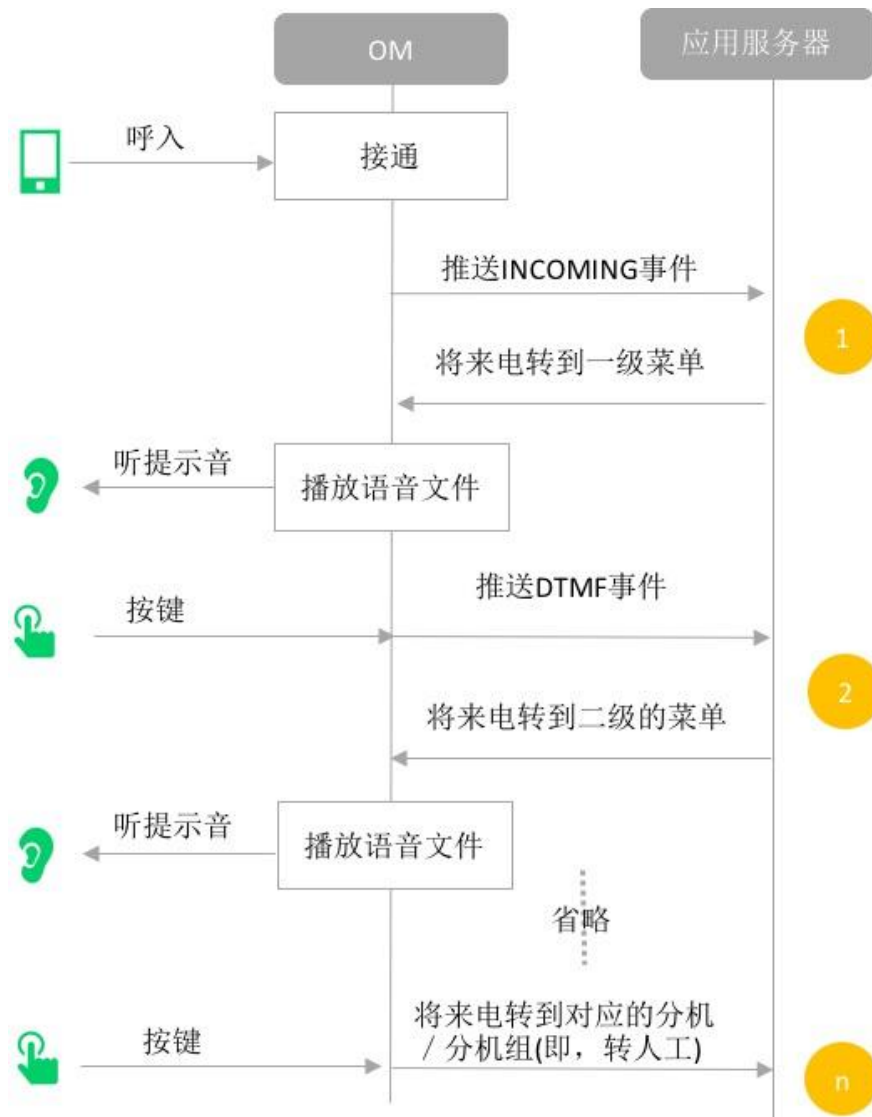 OM
应用服务器
呼入
接通
推送INCOMING事件
1
将来电转到一级菜单
听提示音
播放语音文件
推送DTMF事件
按键
2
将来电转到二级的菜单
听提示音
播放语音文件
省略
将来电转到对应的分机
/ 分机组(即，转人工)
按键
n